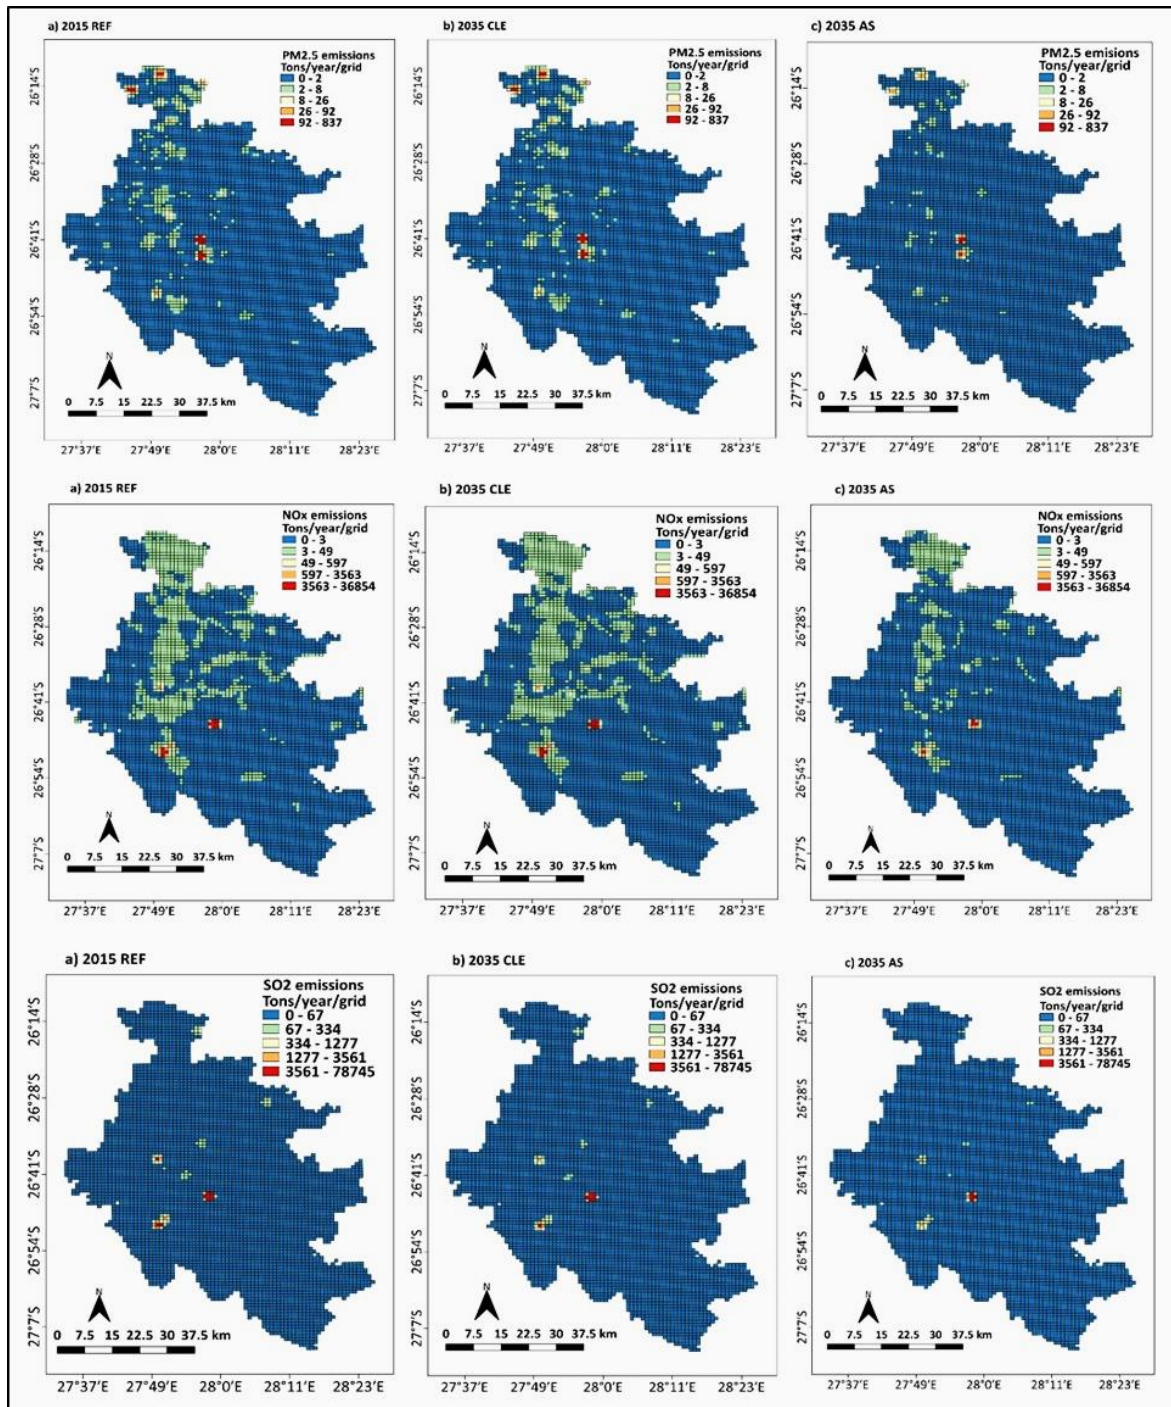 a) 2015 REF
PM2.5 emissions
Tons/year/grid
0 - 2
2 - 8
8 - 26
26 - 92
92 - 837
26°14'S
26°28'S
26°41'S
26°54'S
27°7'S
N
0 7.5 15 22.5 30 37.5 km
27°37'E 27°49'E 28°0'E 28°11'E 28°23'E
b) 2035 CLE
PM2.5 emissions
Tons/year/grid
0 -2
2 - 8
8 - 26
26 - 92
92 - 837
26°14'S
26°28'S
26°41'S
26°54'S
27°7'S
N
0 7.5 15 22.5 30 37.5 km
27°37'E 27°49'E 28°0'E 28°11'E 28°23'E
c) 2035 AS
PM2.5 emissions
Tons/year/grid
0 - 2
2 - 8
8 - 26
26 - 92
92 - 837
26°14'S
26°28'S
26°41'S
26°54'S
27°7'S
N
0 7.5 15 22.5 30 37.5 km
27°37'E 27°49'E 28°0'E 28°11'E 28°23'E
a) 2015 REF
NOx emissions
Tons/year/grid
0 - 3
3 - 49
49 - 597
597 - 3563
3563 - 36854
26°14'S
26°28'S
26°41'S
26°54'S
27°7'S
N
0 7.5 15 22.5 30 37.5 km
27°37'E 27°49'E 28°0'E 28°11'E 28°23'E
b) 2035 CLE
NOx emissions
Tons/year/grid
0 - 3
3 - 49
49 - 597
597 - 3563
3563 - 36854
26°14'S
26°28'S
26°41'S
26°54'S
27°7'S
N
0 7.5 15 22.5 30 37.5 km
27°37'E 27°49'E 28°0'E 28°11'E 28°23'E
c) 2035 AS
NOx emissions
Tons/year/grid
0 - 3
3 - 49
49 - 597
597 - 3563
3563 - 36854
26°14'S
26°28'S
26°41'S
26°54'S
27°7'S
N
0 7.5 15 22.5 30 37.5 km
27°37'E 27°49'E 28°0'E 28°11'E 28°23'E
a) 2015 REF
SO2 emissions
Tons/year/grid
0 - 67
67 - 334
334 - 1277
1277 - 3561
3561 - 78745
26°14'S
26°28'S
26°41'S
26°54'S
27°7'S
N
0 7.5 15 22.5 30 37.5 km
27°37'E 27°49'E 28°0'E 28°11'E 28°23'E
b) 2035 CLE
SO2 emissions
Tons/year/grid
0 - 67
67 - 334
334 - 1277
1277 - 3561
3561 - 78745
26°14'S
26°28'S
26°41'S
26°54'S
27°7'S
N
0 7.5 15 22.5 30 37.5 km
27°37'E 27°49'E 28°0'E 28°11'E 28°23'E
c) 2035 AS
SO2 emissions
Tons/year/grid
0 - 67
67 - 334
334 - 1277
1277 - 3561
3561 - 78745
26°14'S
26°28'S
26°41'S
26°54'S
27°7'S
N
0 7.5 15 22.5 30 37.5 km
27°37'E 27°49'E 28°0'E 28°11'E 28°23'E